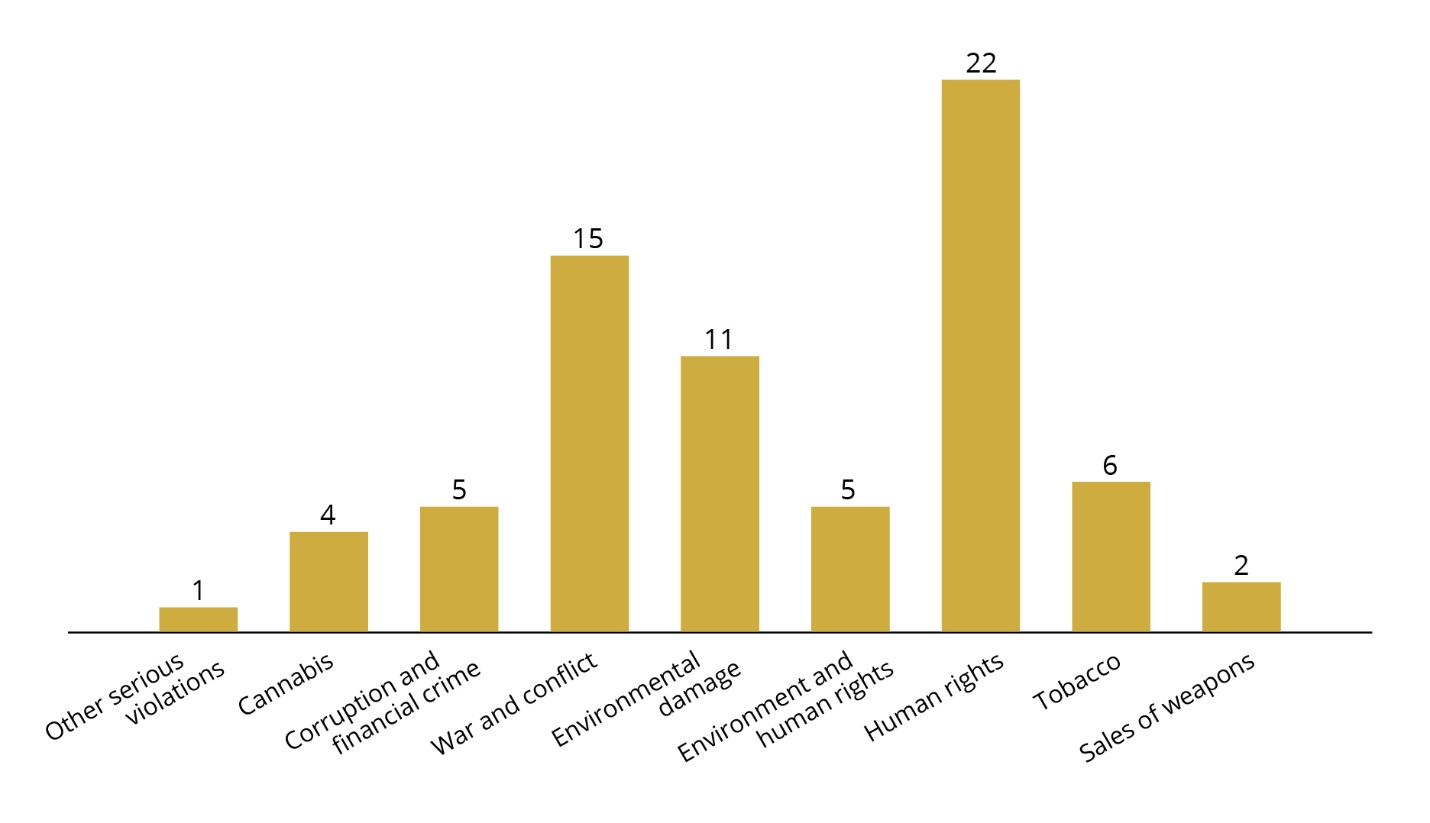 22
15
11
6
5
5
4
2
1
Other serious
violations
Cannabis
Corruption and
financial crime
War and conflict
Environmental
damage
Environment and
human rights
Human rights
Tobacco
Sales of weapons